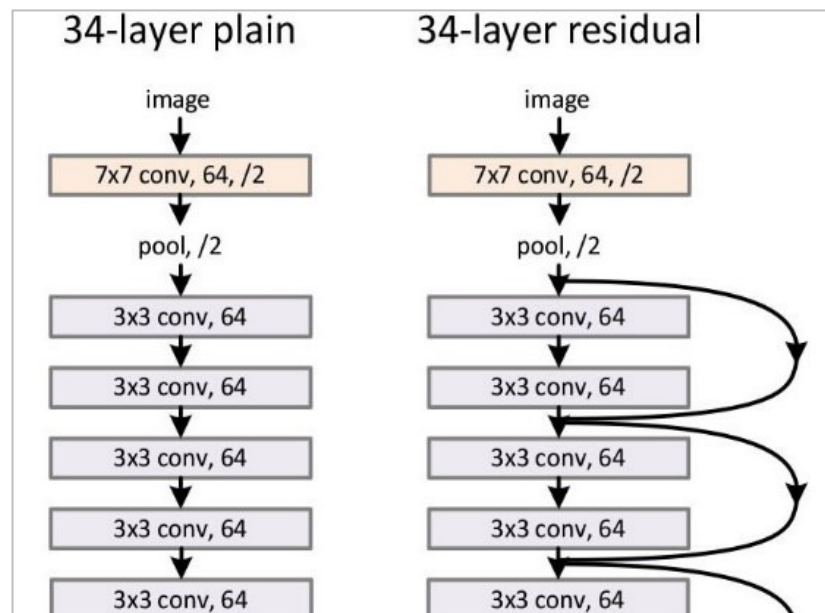 34-layer plain
34-layer residual
image
image
7x7 conv, 64, /2
7x7 conv, 64, /2
pool, /2
pool, /2
3x3 conv, 64
3x3 conv, 64
3x3 conv, 64
3x3 conv, 64
3x3 conv, 64
3x3 conv, 64
3x3 conv, 64
3x3 conv, 64
3x3 conv, 64
3x3 conv, 64